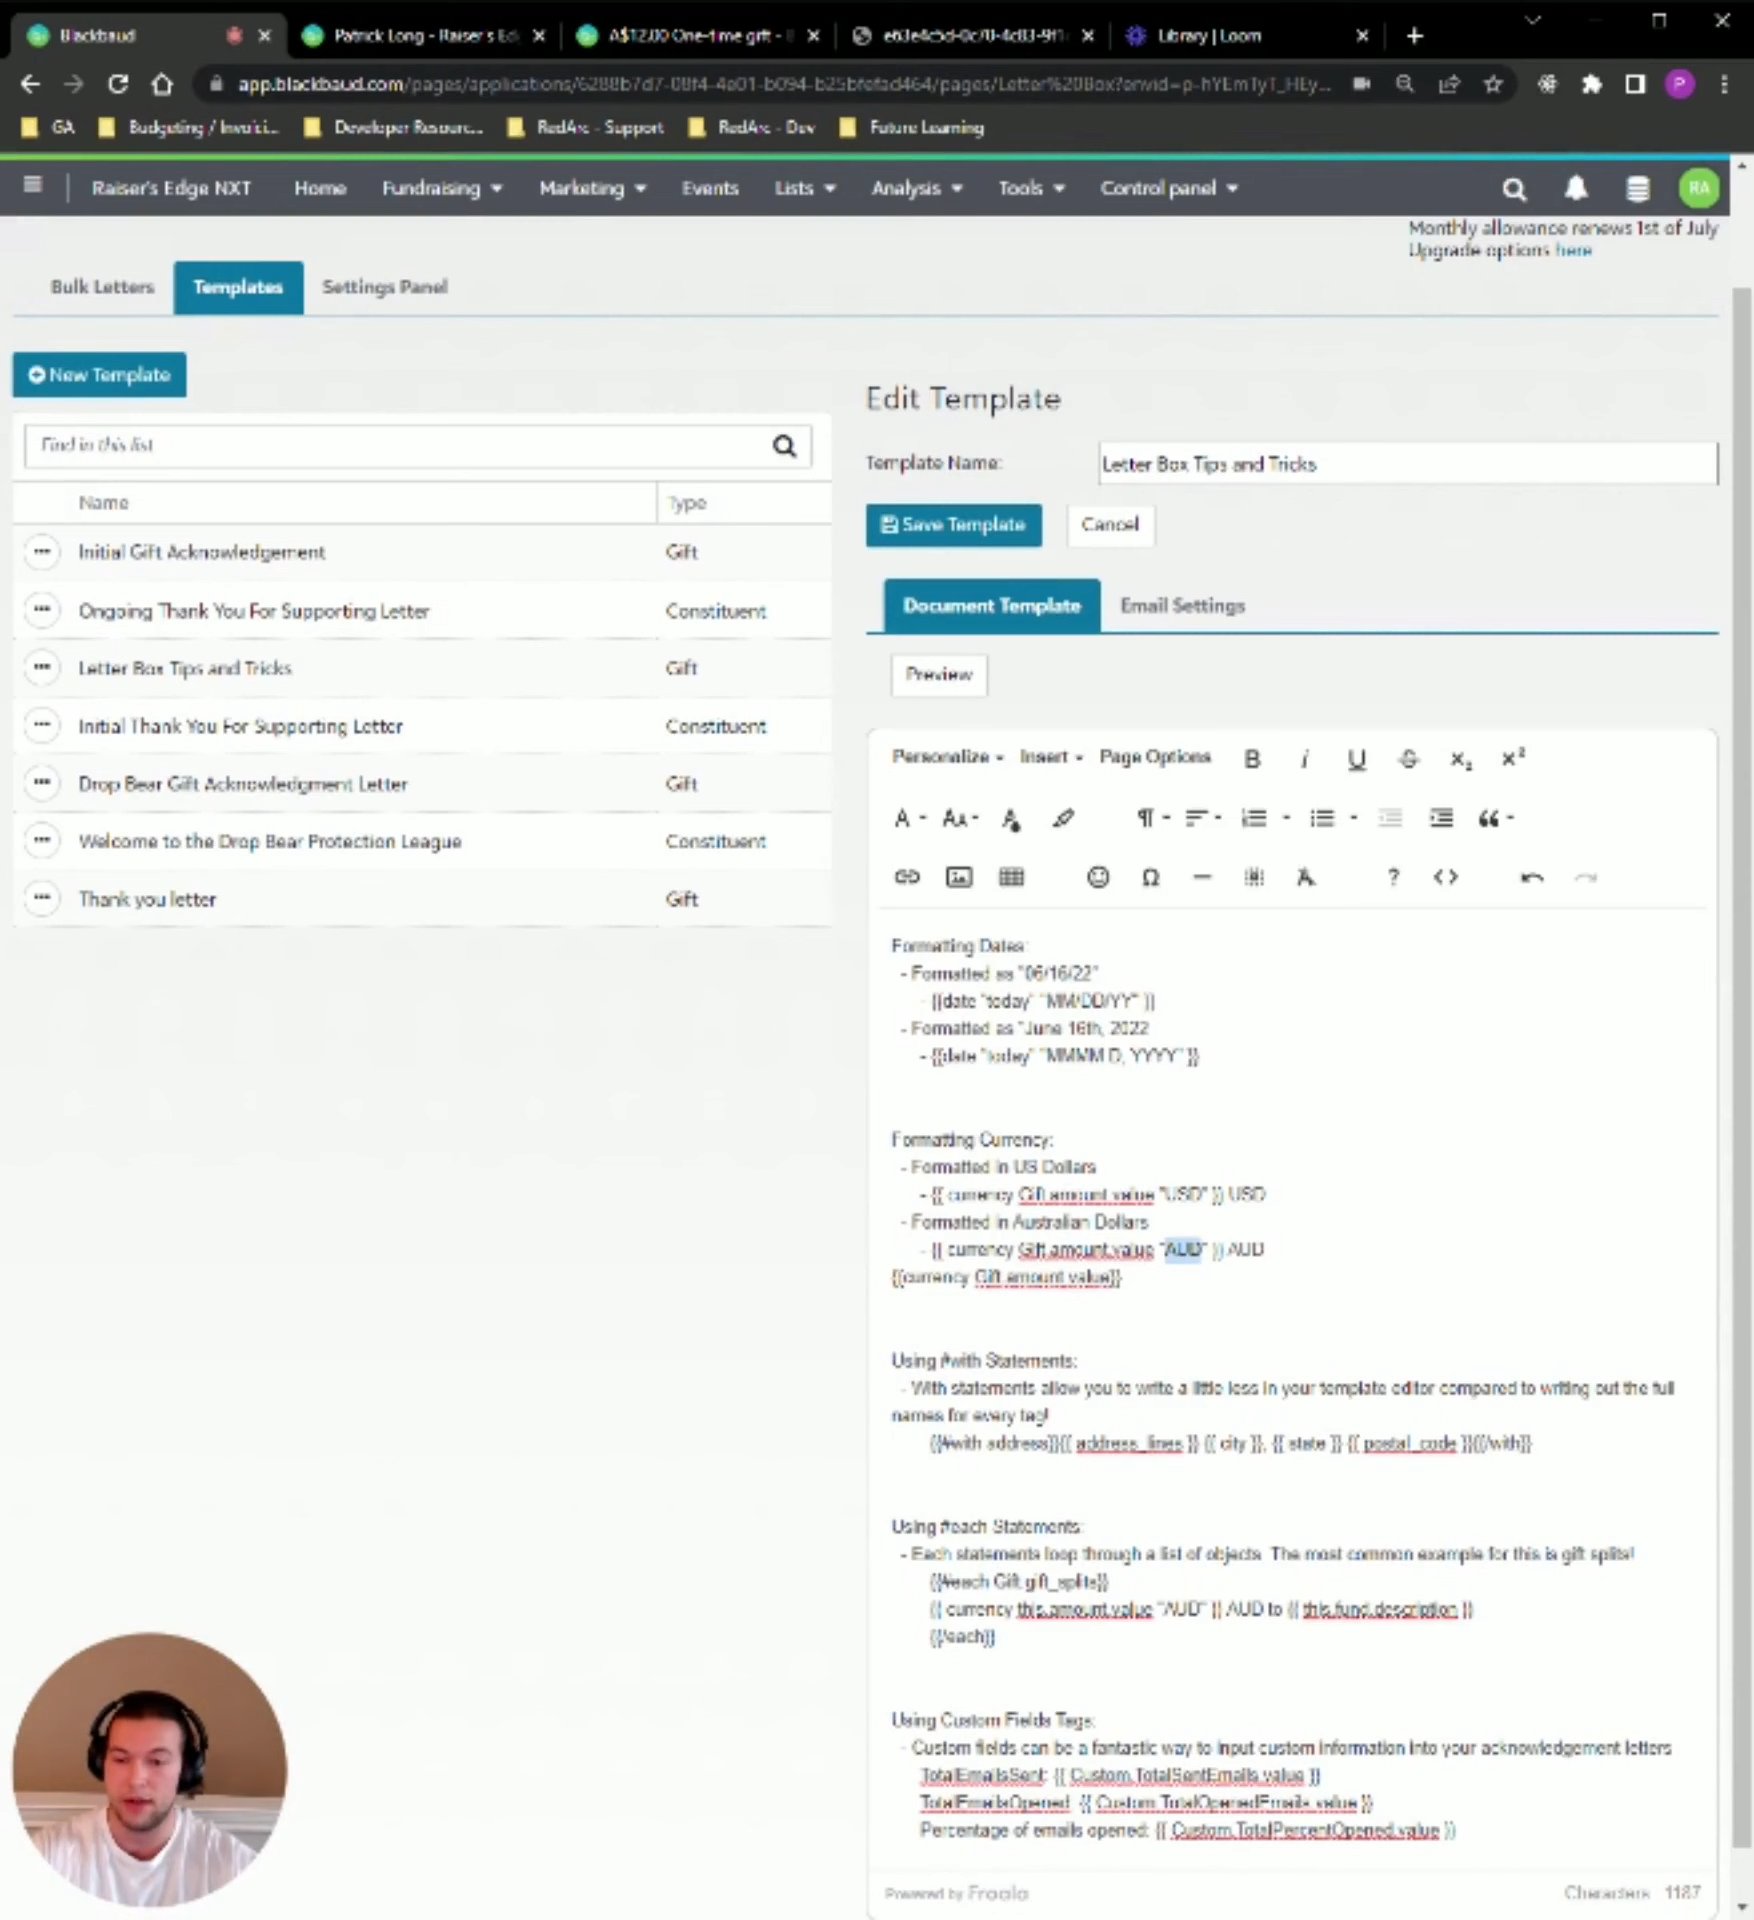 Blackbaud
Patrick Long - Raiser's Ed
A$12.00 One-time gift -
Library | Loom
app.blackbaud.com/pages/applications/
GA
Budgeting / Invoici...
Developer Resourc...
RedArc - Support
RedArc - Dev
Future Learning
Raiser's Edge NXT
Home
Fundraising
Marketing
Events
Lists
Analysis
Tools
Control panel
RA
Monthly allowance renews 1st of July
Upgrade options here
Bulk Letters
Templates
Settings Panel
New Template
Find in this list
Name
Type
Initial Gift Acknowledgement
Gift
Ongoing Thank You For Supporting Letter
Constituent
Letter Box Tips and Tricks
Gift
Initial Thank You For Supporting Letter
Constituent
Drop Bear Gift Acknowledgment Letter
Gift
Welcome to the Drop Bear Protection League
Constituent
Thank you letter
Gift
Edit Template
Template Name:
Letter Box Tips and Tricks
Save Template
Cancel
Document Template
Email Settings
Preview
Personalize
Insert
Page Options
Formatting Dates:
- Formatted as "06/16/22"
- {{date "today" "MM/DD/YY" }}
- Formatted as "June 16th, 2022
- {{date "today" "MMMM D, YYYY" }}
Formatting Currency:
- Formatted in US Dollars
- {{ currency Gift.amount.value "USD" }} USD
- Formatted in Australian Dollars
- {{ currency Gift.amount.value "AUD" }} AUD
{{currency Gift.amount.value}}
Using #with Statements:
- With statements allow you to write a little less in your template editor compared to writing out the full
names for every tag!
{{#with address}}{{ address_lines }} {{ city }}, {{ state }} {{ postal_code }}{{/with}}
Using #each Statements:
- Each statements loop through a list of objects. The most common example for this is gift splits!
{{#each Gift.gift_splits}}
{{ currency this.amount.value "AUD" }} AUD to {{ this.fund.description }}
{{/each}}
Using Custom Fields Tags:
- Custom fields can be a fantastic way to input custom information into your acknowledgement letters
TotalEmailsSent: {{ Custom.TotalSentEmails.value }}
TotalEmailsOpened: {{ Custom.TotalOpenedEmails.value }}
Percentage of emails opened: {{ Custom.TotalPercentOpened.value }}
Powered by Froala
Characters : 1187